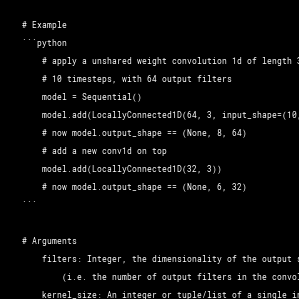 # Example
```python
# apply a unshared weight convolution 1d of length
# 10 timesteps, with 64 output filters
model = Sequential()
model.add(LocallyConnected1D(64, 3, input_shape=(10,
# now model.output_shape == (None, 8, 64)
# add a new conv1d on top
model.add(LocallyConnected1D(32, 3))
# now model.output_shape == (None, 6, 32)
```
# Arguments
filters: Integer, the dimensionality of the output
(i.e. the number of output filters in the
kernel_size: An integer or tuple/list of a single